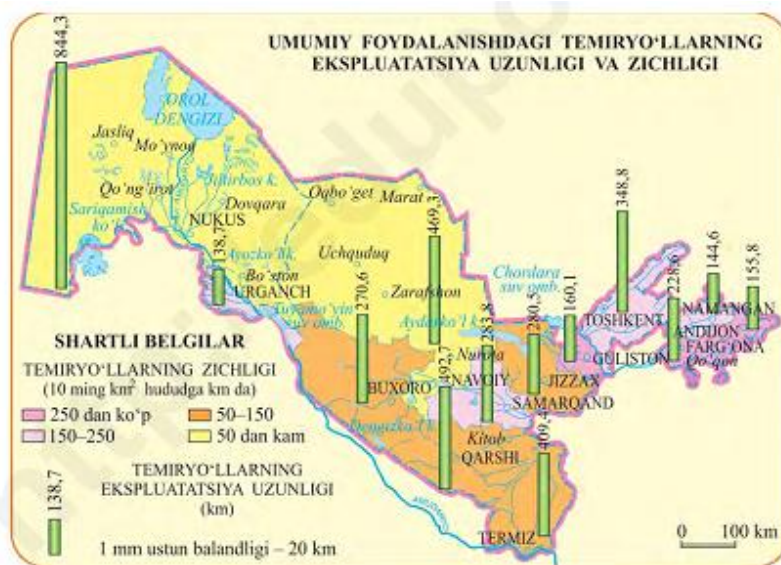 UMUMIY FOYDALANISHDAGI TEMIRYO‘LLARNING
EKSPLUATATSIYA UZUNLIGI VA ZICHLIGI
844,3
OROL
DENGIZI
Jasliq
Mo‘ynoq
Qo‘ng‘irot
Dovqara
Oqbo‘get
Marat
Sariqamish
ko‘li
NUKUS
138,7
Ayozko‘l k.
Uchquduq
469,3
348,8
Bo‘ston
URGANCH
270,6
Zarafshon
Chordara
suv omb.
144,6
228,6
155,8
suv omb.
Aydarko‘l k.
283,8
280,5
160,1
TOSHKENT
NAMANGAN
ANDIJON
SHARTLI BELGILAR
GULISTON
FARG‘ONA
Qo‘qon
TEMIRYO‘LLARNING ZICHLIGI
(10 ming km² hududga km da)
492,7
Nurota
BUXORO
NAVOIY
JIZZAX
SAMARQAND
250 dan ko‘p
50–150
150–250
50 dan kam
Dengizko‘l k.
Kitob
QARSHI
409,4
138,7
TEMIRYO‘LLARNING
EKSPLUATATSIYA UZUNLIGI
(km)
1 mm ustun balandligi – 20 km
TERMIZ
0 100 km